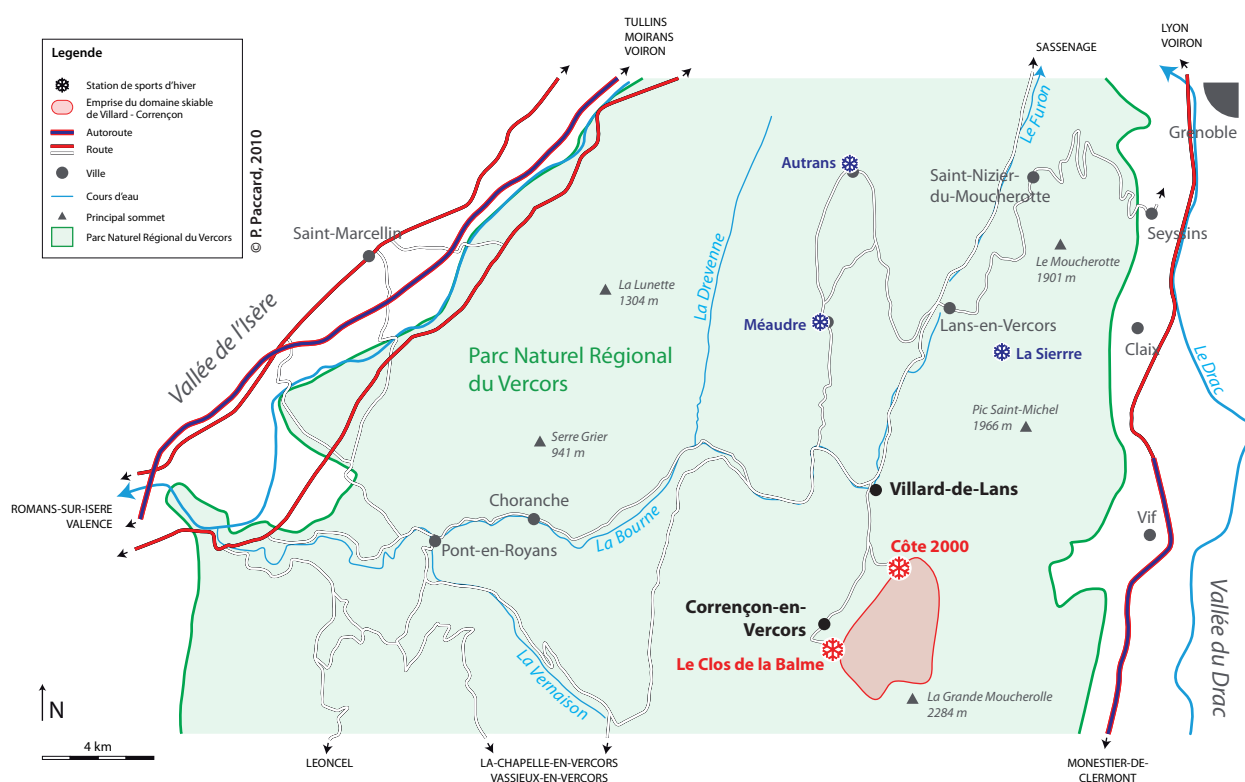 TULLINS
MOIRANS
VOIRON
SASSENAGE
LYON
VOIRON
Legende
Station de sports d'hiver
Emprise du domaine skiable
de Villard - Corrençon
Autoroute
Route
Ville
Cours d'eau
Principal sommet
Parc Naturel Régional du Vercors
© P. Paccard, 2010
Le Furon
Grenoble
Autrans
Saint-Nizier-
du-Moucherotte
Saint-Marcellin
Seyssins
Le Moucherotte
1901 m
La Lunette
1304 m
La Drevenne
Vallée de l'Isère
Méaudre
Lans-en-Vercors
Claix
La Sierrre
Le Drac
Parc Naturel Régional
du Vercors
Pic Saint-Michel
1966 m
Serre Grier
941 m
Villard-de-Lans
ROMANS-SUR-ISERE
VALENCE
Choranche
La Bourne
Vif
Pont-en-Royans
Côte 2000
Corrençon-en-
Vercors
Le Clos de la Balme
La Vernaison
Vallée du Drac
La Grande Moucherolle
2284 m
N
4 km
LEONCEL
LA-CHAPELLE-EN-VERCORS
VASSIEUX-EN-VERCORS
MONESTIER-DE-
CLERMONT